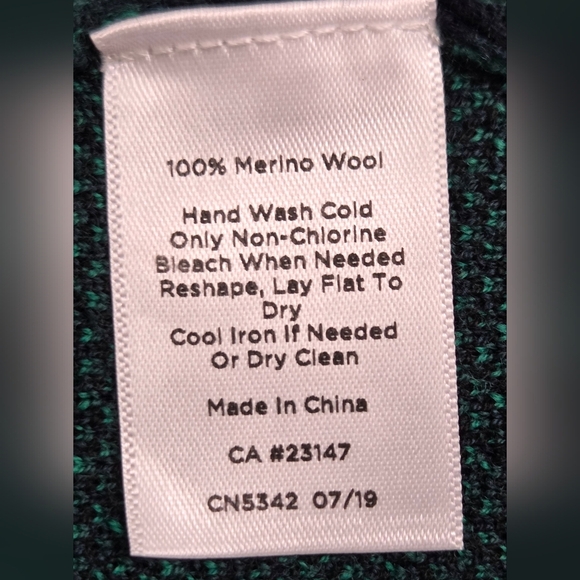 100% Merino Wool
Hand Wash Cold
Only Non-Chlorine
Bleach When Needed
Reshape, Lay Flat To
Dry
Cool Iron If Needed
Or Dry Clean
Made In China
CA #23147
CN5342 07/19